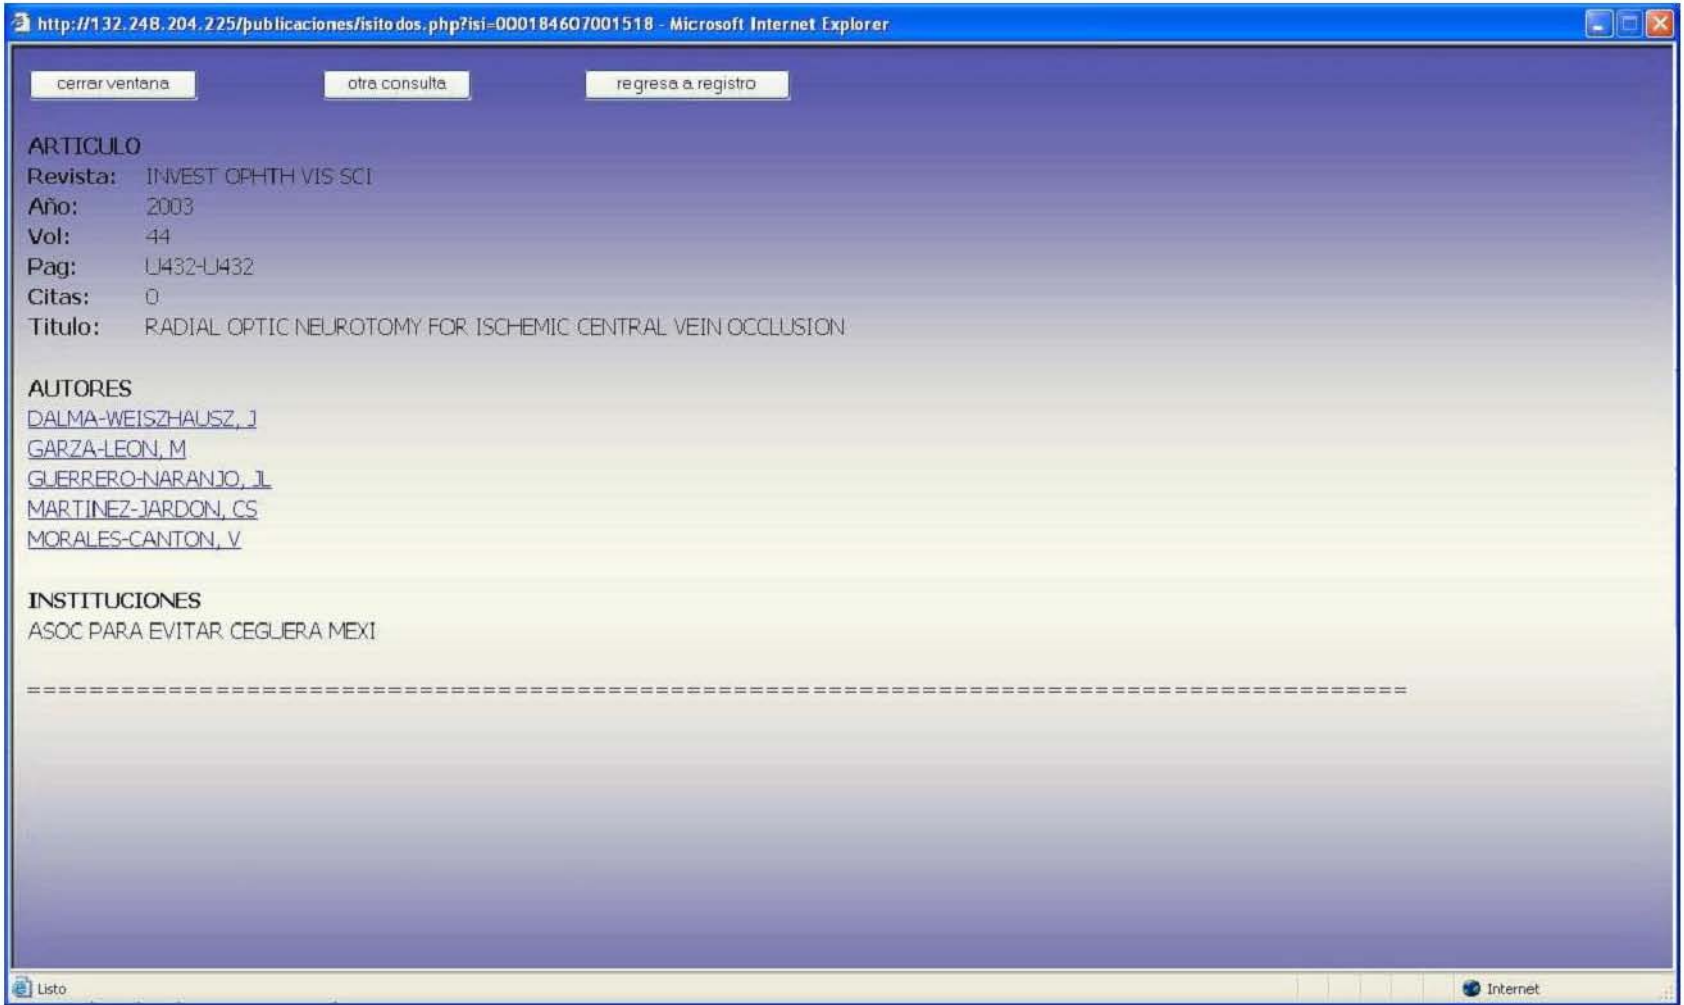 http://132.248.204.225/publicaciones/isitodos.php?isi=000184607001518 - Microsoft Internet Explorer
cerrar ventana otra consulta regresa a registro
ARTICULO
Revista: INVEST OPHTH VIS SCI
Año: 2003
Vol: 44
Pag: U432-U432
Citas: 0
Titulo: RADIAL OPTIC NEUROTOMY FOR ISCHEMIC CENTRAL VEIN OCCLUSION
AUTORES
DALMA-WEISZHAUSZ, J
GARZA-LEON, M
GUERRERO-NARANJO, JL
MARTINEZ-JARDON, CS
MORALES-CANTON, V
INSTITUCIONES
ASOC PARA EVITAR CEGUERA MEXI
========================================================================================
Listo Internet